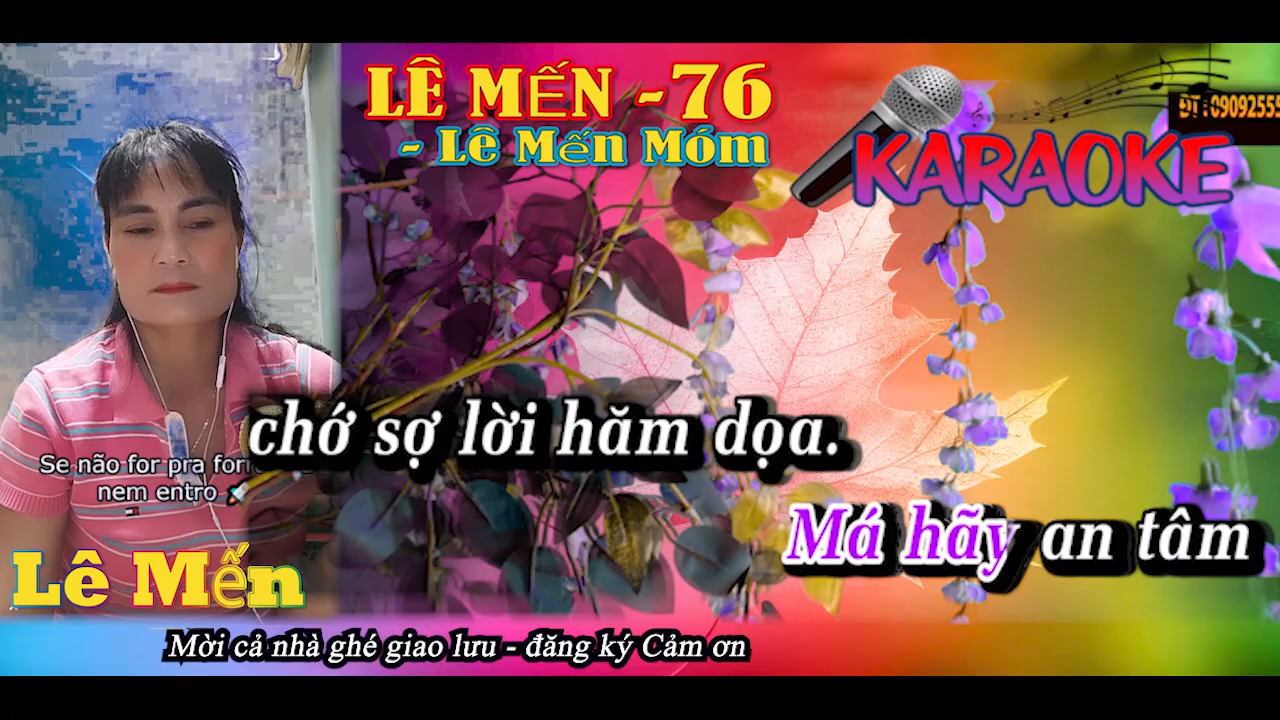 LÊ MẾN - 76
- Lê Mến Móm
ĐT: 0909255
KARAOKE
chớ sợ lời hăm dọa.
Se não for pra
nem entro
Má hãy an tâm
Lê Mến
Mời cả nhà ghé giao lưu - đăng ký Cảm ơn